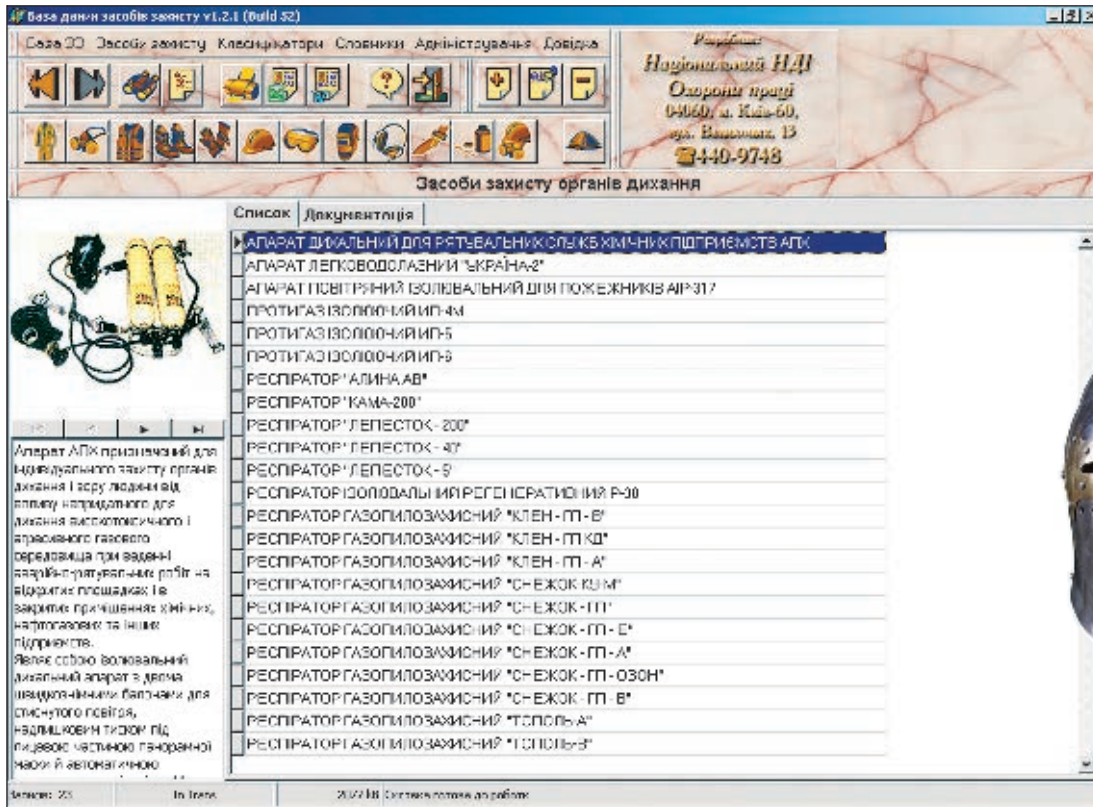 База даних засобів захисту v1.2.1 (Build 52)
База ЗЗ Засоби захисту Класифікатори Словники Адміністрування Довідка
Розробник:
Національний НДІ
Охорони праці
04060, м. Київ-60,
вул. Вавилових, 13
☎440-9748
Засоби захисту органів дихання
Список Документація
АПАРАТ ДИХАЛЬНИЙ ДЛЯ РЯТУВАЛЬНИХ СЛУЖБ ХІМІЧНИХ ПІДПРИЄМСТВ АПХ
АПАРАТ ЛЕГКОВОДОЛАЗНИЙ "УКРАЇНА-2"
АПАРАТ ПОВІТРЯНИЙ ІЗОЛЮВАЛЬНИЙ ДЛЯ ПОЖЕЖНИКІВ АІР-317
ПРОТИГАЗ ІЗОЛЮЮЧИЙ ИП-4М
ПРОТИГАЗ ІЗОЛЮЮЧИЙ ИП-5
ПРОТИГАЗ ІЗОЛЮЮЧИЙ ИП-6
РЕСПІРАТОР "АЛИНА АВ"
РЕСПІРАТОР "КАМА-200"
РЕСПІРАТОР "ЛЕПЕСТОК - 200"
РЕСПІРАТОР "ЛЕПЕСТОК - 40"
РЕСПІРАТОР "ЛЕПЕСТОК - 5"
РЕСПІРАТОР ІЗОЛЮВАЛЬНИЙ РЕГЕНЕРАТИВНИЙ Р-30
РЕСПІРАТОР ГАЗОПИЛОЗАХИСНИЙ "КЛЕН - ГП - В"
РЕСПІРАТОР ГАЗОПИЛОЗАХИСНИЙ "КЛЕН - ГП КД"
РЕСПІРАТОР ГАЗОПИЛОЗАХИСНИЙ "КЛЕН - ГП - А"
РЕСПІРАТОР ГАЗОПИЛОЗАХИСНИЙ "СНЕЖОК КУ-М"
РЕСПІРАТОР ГАЗОПИЛОЗАХИСНИЙ "СНЕЖОК - ГП"
РЕСПІРАТОР ГАЗОПИЛОЗАХИСНИЙ "СНЕЖОК - ГП - Е"
РЕСПІРАТОР ГАЗОПИЛОЗАХИСНИЙ "СНЕЖОК - ГП - А"
РЕСПІРАТОР ГАЗОПИЛОЗАХИСНИЙ "СНЕЖОК - ГП - ОЗОН"
РЕСПІРАТОР ГАЗОПИЛОЗАХИСНИЙ "СНЕЖОК - ГП - В"
РЕСПІРАТОР ГАЗОПИЛОЗАХИСНИЙ "ТОПОЛЬ-А"
РЕСПІРАТОР ГАЗОПИЛОЗАХИСНИЙ "ТОПОЛЬ-В"
Апарат АПХ призначений для
індивідуального захисту органів
дихання і зору людини від
впливу непридатного для
дихання високотоксичного і
агресивного газового
середовища при веденні
аварійно-рятувальних робіт на
відкритих площадках і в
закритих приміщеннях хімічних,
нафтогазових та інших
підприємств.
Являє собою ізолювальний
дихальний апарат з двома
швидкознімними балонами для
стиснутого повітря,
надлишковим тиском під
лицевою частиною панорамної
маски й автоматичною
Записів: 23 In Trans Система готова до роботи